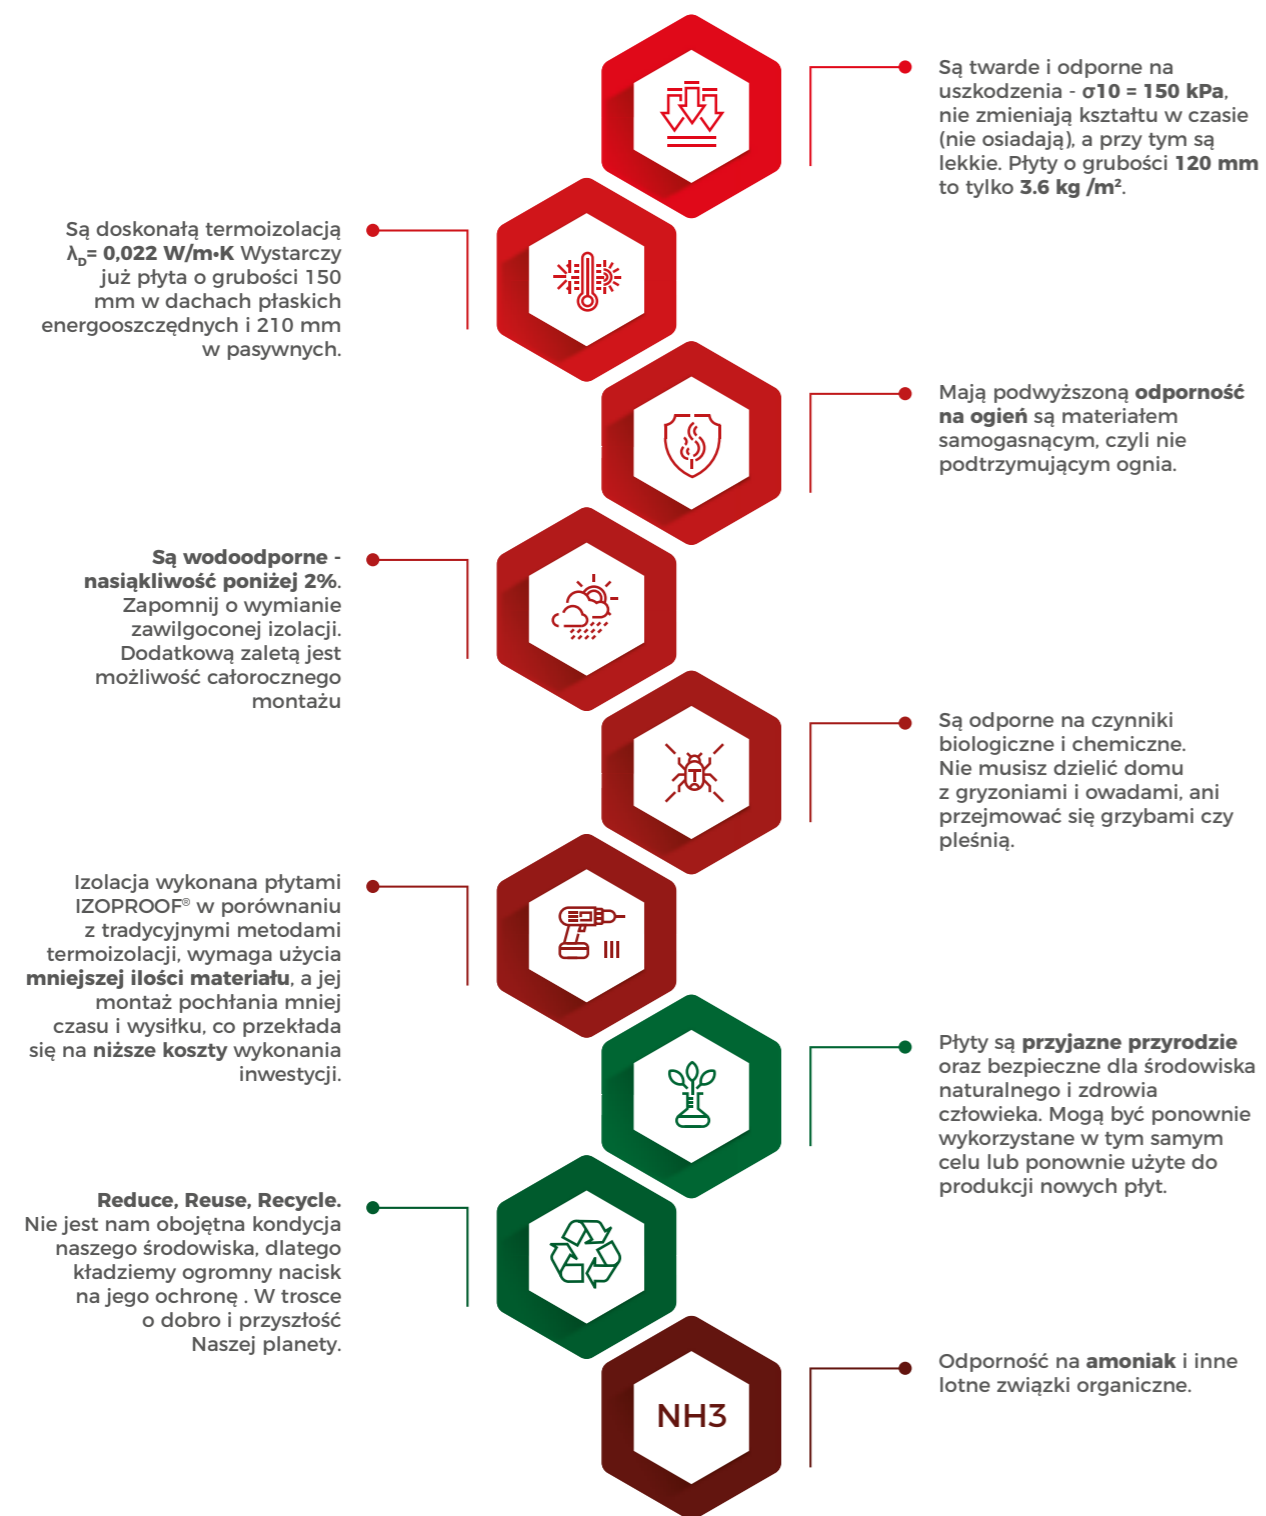 Są twarde i odporne na
uszkodzenia - σ10 = 150 kPa,
nie zmieniają kształtu w czasie
(nie osiadają), a przy tym są
lekkie. Płyty o grubości 120 mm
to tylko 3.6 kg /m².
Są doskonałą termoizolacją
λD= 0,022 W/m•K Wystarczy
już płyta o grubości 150
mm w dachach płaskich
energooszczędnych i 210 mm
w pasywnych.
Mają podwyższoną odporność
na ogień są materiałem
samogasnącym, czyli nie
podtrzymującym ognia.
Są wodoodporne -
nasiąkliwość poniżej 2%.
Zapomnij o wymianie
zawilgoconej izolacji.
Dodatkową zaletą jest
możliwość całorocznego
montażu
Są odporne na czynniki
biologiczne i chemiczne.
Nie musisz dzielić domu
z gryzoniami i owadami, ani
przejmować się grzybami czy
pleśnią.
Izolacja wykonana płytami
IZOPROOF® w porównaniu
z tradycyjnymi metodami
termoizolacji, wymaga użycia
mniejszej ilości materiału, a jej
montaż pochłania mniej
czasu i wysiłku, co przekłada
się na niższe koszty wykonania
inwestycji.
Płyty są przyjazne przyrodzie
oraz bezpieczne dla środowiska
naturalnego i zdrowia
człowieka. Mogą być ponownie
wykorzystane w tym samym
celu lub ponownie użyte do
produkcji nowych płyt.
Reduce, Reuse, Recycle.
Nie jest nam obojętna kondycja
naszego środowiska, dlatego
kładziemy ogromny nacisk
na jego ochronę . W trosce
o dobro i przyszłość
Naszej planety.
NH3
Odporność na amoniak i inne
lotne związki organiczne.